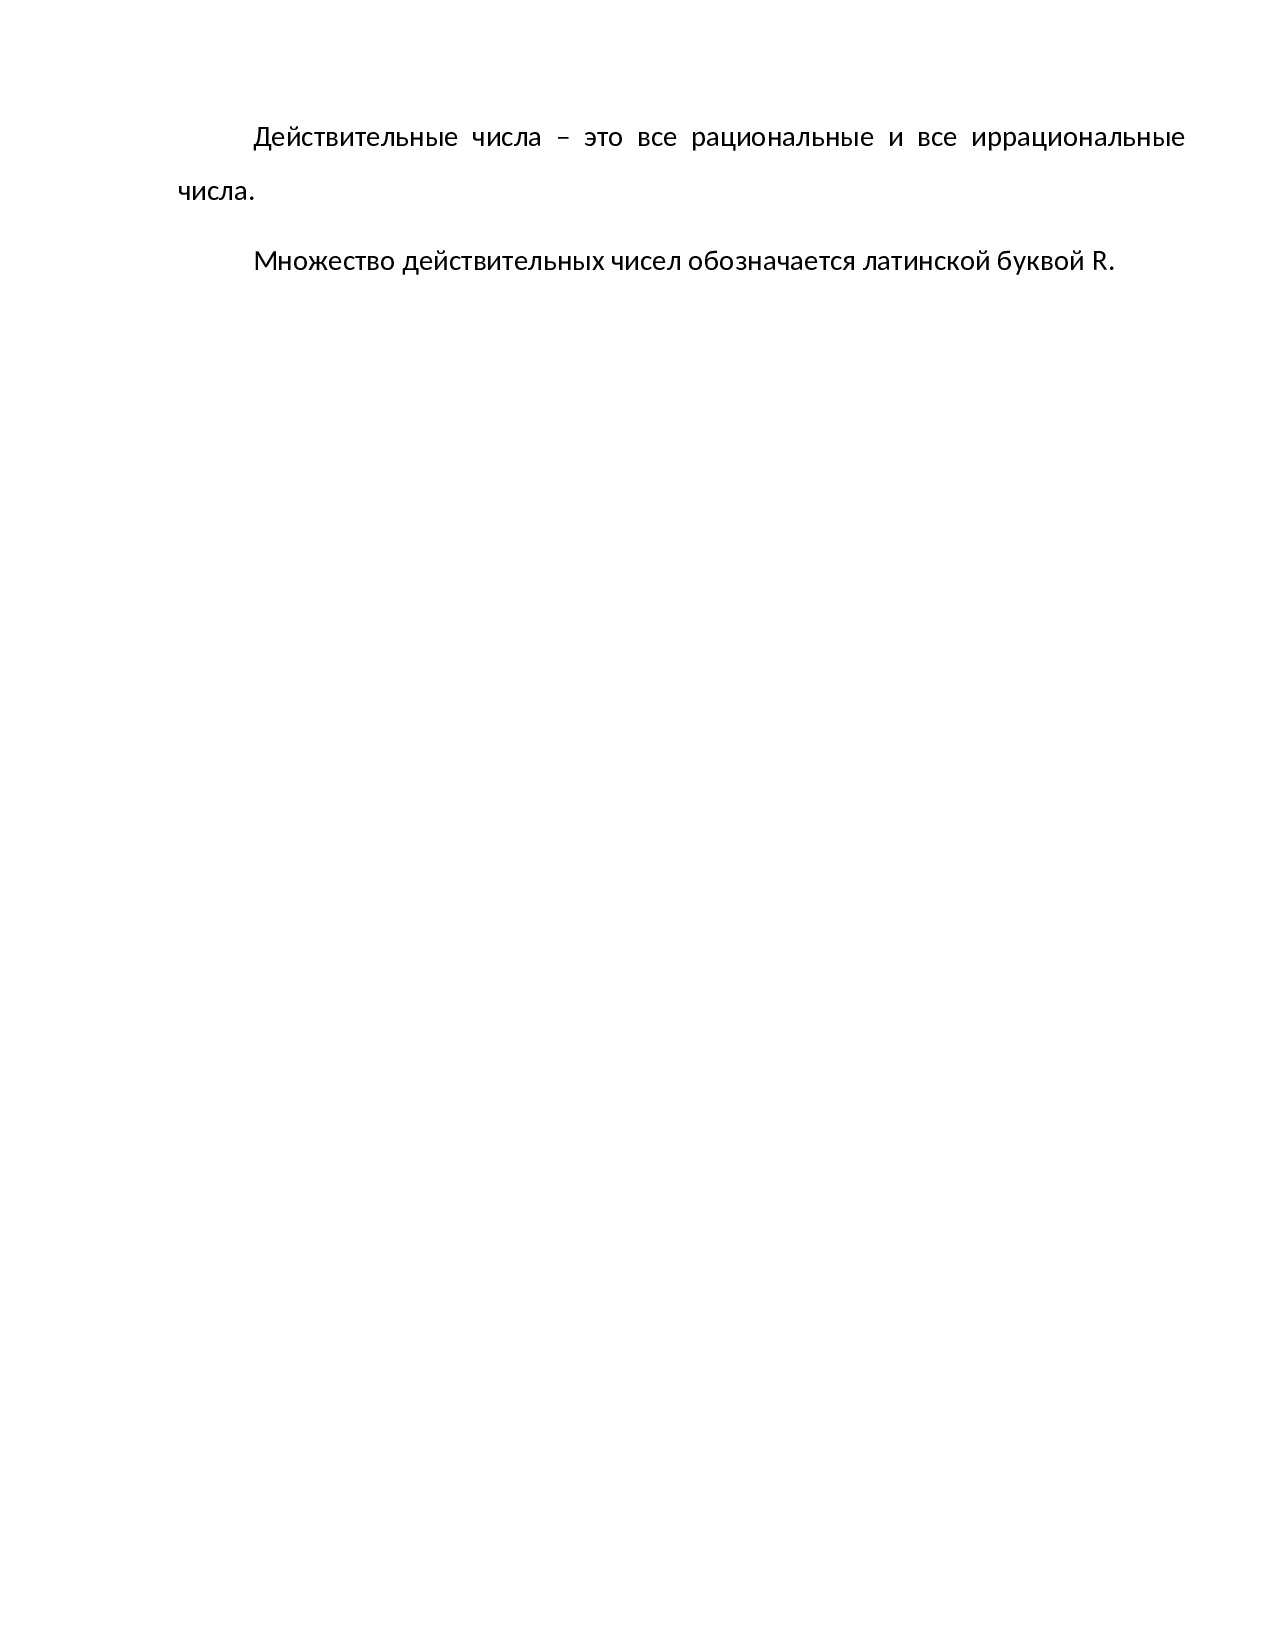 Действительные числа – это все рациональные и все иррациональные
числа.
Множество действительных чисел обозначается латинской буквой R.